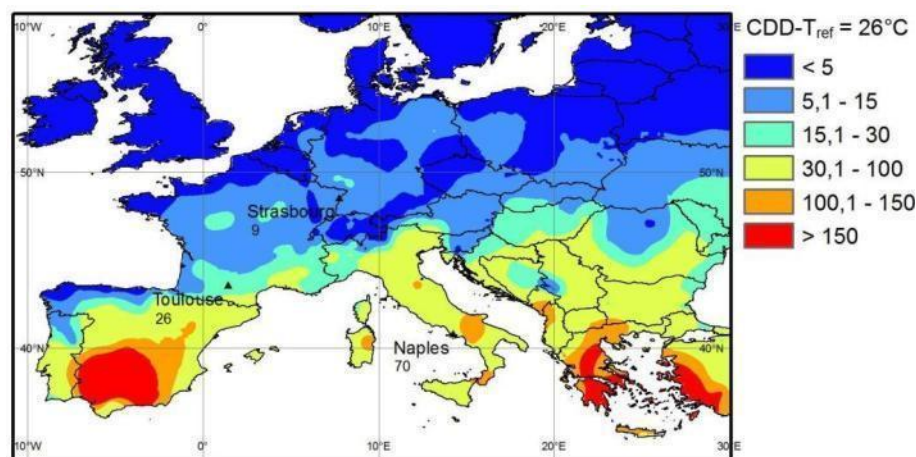 10°W 0° 10°E 20°E 30°E
CDD-Tref = 26°C
< 5
5,1 - 15
15,1 - 30
30,1 - 100
100,1 - 150
> 150
50°N 50°N
Strasbourg
9
Toulouse
26
40°N 40°N
Naples
70
10°W 0° 10°E 20°E 30°E